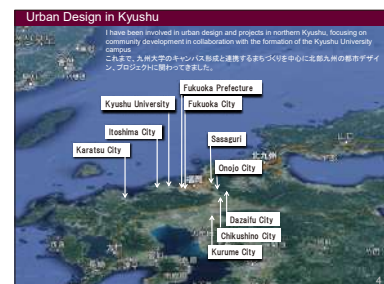 Urban Design in Kyushu
I have been involved in urban design and projects in northern Kyushu, focusing on
community development in collaboration with the formation of the Kyushu University
campus
これまで、九州大学のキャンパス形成と連携するまちづくりを中心に北部九州の都市デザイ
ン、プロジェクトに関わってきました。
Fukuoka Prefecture
Kyushu University
Fukuoka City
Itoshima City
Sasaguri
Karatsu City
Onojo City
Dazaifu City
Chikushino City
Kurume City
4